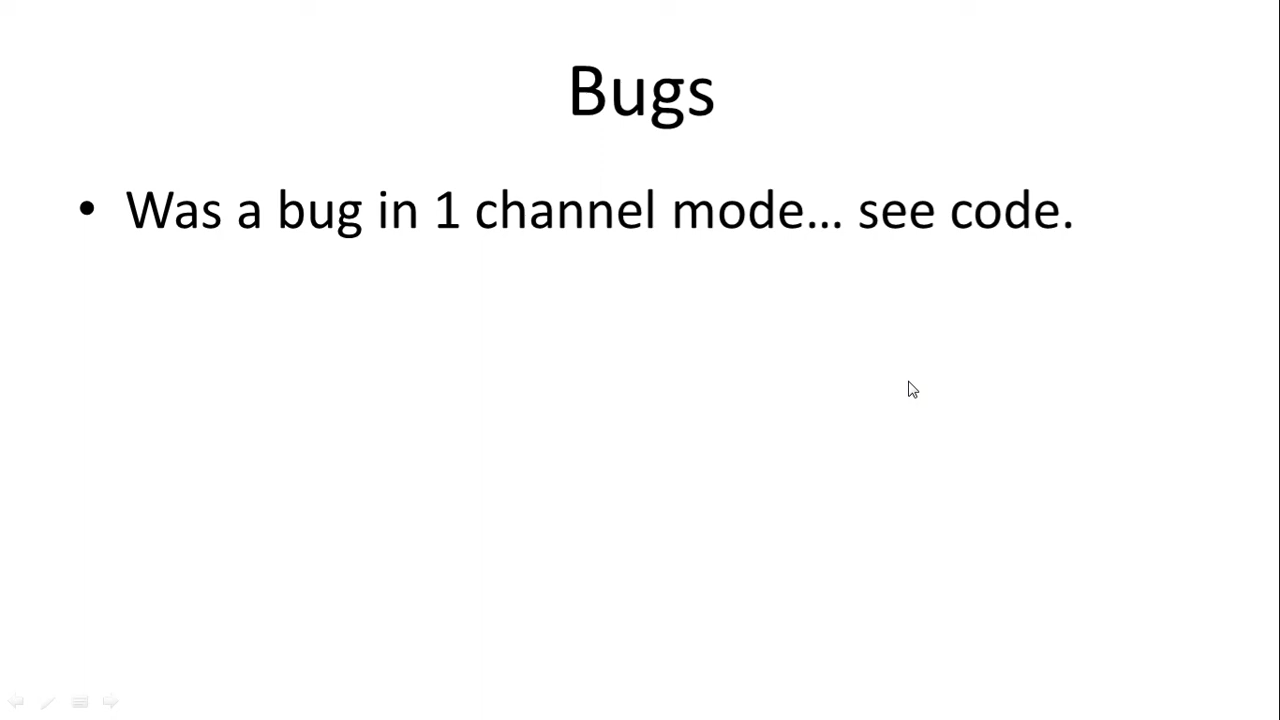 Bugs
• Was a bug in 1 channel mode... see code.